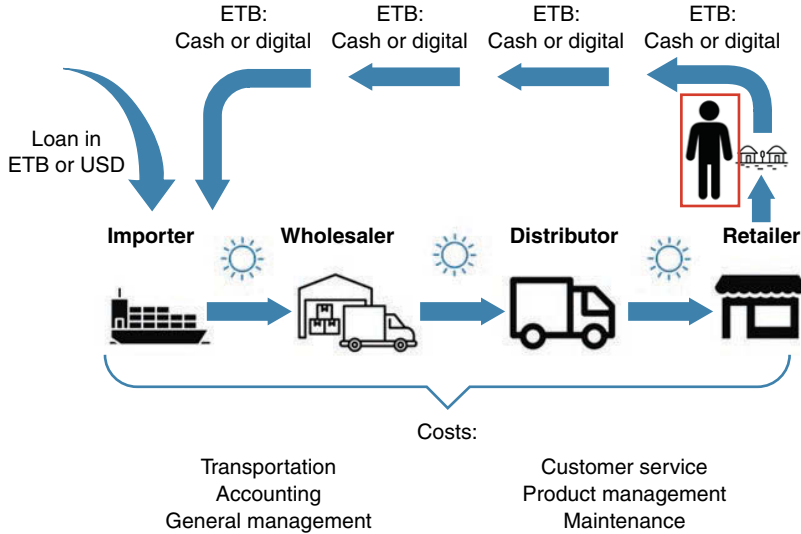 ETB:
Cash or digital
ETB:
Cash or digital
ETB:
Cash or digital
ETB:
Cash or digital
Loan in
ETB or USD
Importer
Wholesaler
Distributor
Retailer
Costs:
Transportation
Accounting
General management
Customer service
Product management
Maintenance